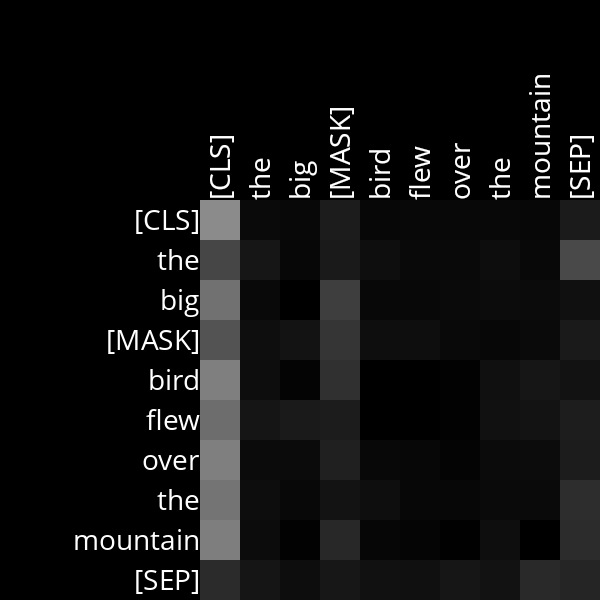 [CLS] the big [MASK] bird flew over the mountain [SEP]
[CLS]
the
big
[MASK]
bird
flew
over
the
mountain
[SEP]